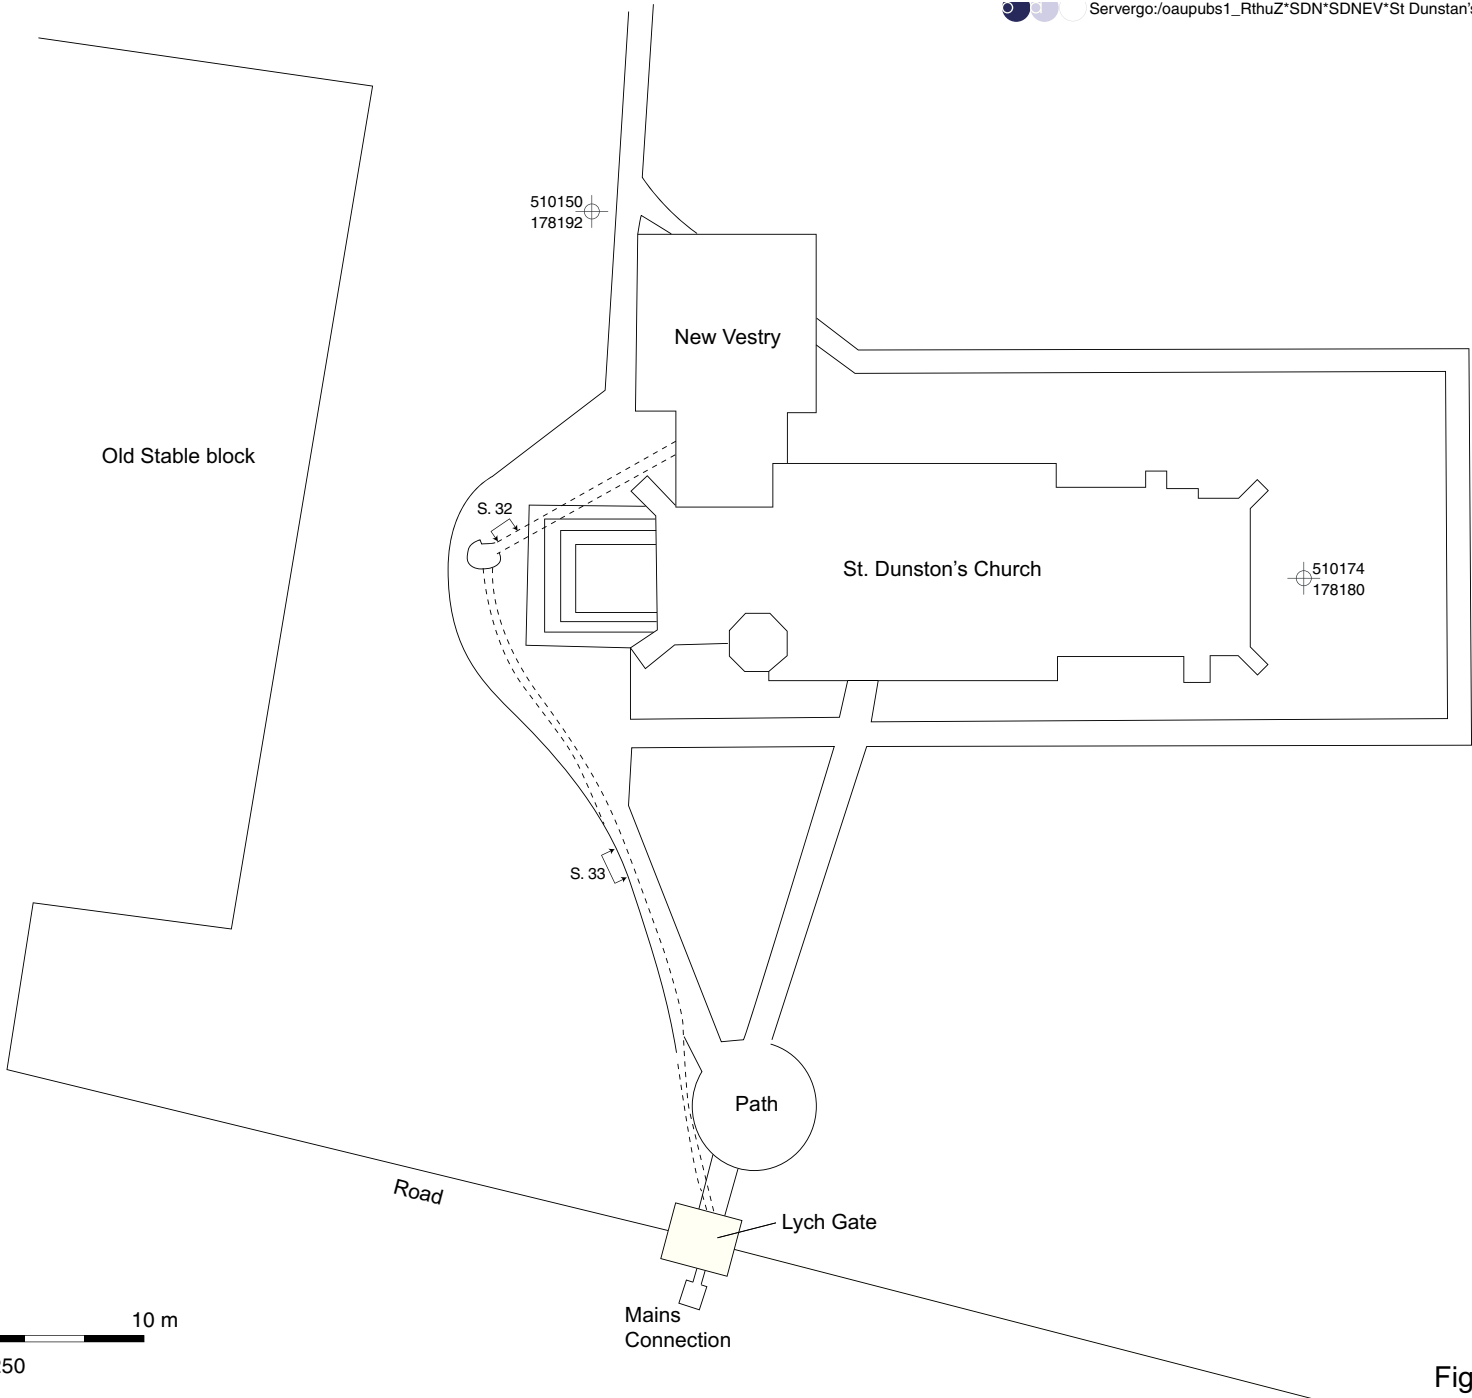 Servergo:/oaupubs1_RthuZ*SDN*SDNEV*St Dunstan's
510150
178192
New Vestry
Old Stable block
S. 32
St. Dunston's Church
510174
178180
S. 33
Path
Road
Lych Gate
Mains
Connection
10 m
50
Fig